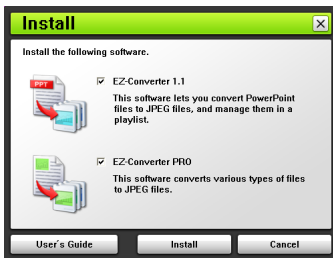 Install
Install the following software.
PPT
EZ-Converter 1.1
This software lets you convert PowerPoint
files to JPEG files, and manage them in a
playlist.
EZ-Converter PRO
This software converts various types of files
to JPEG files.
User's Guide
Install
Cancel